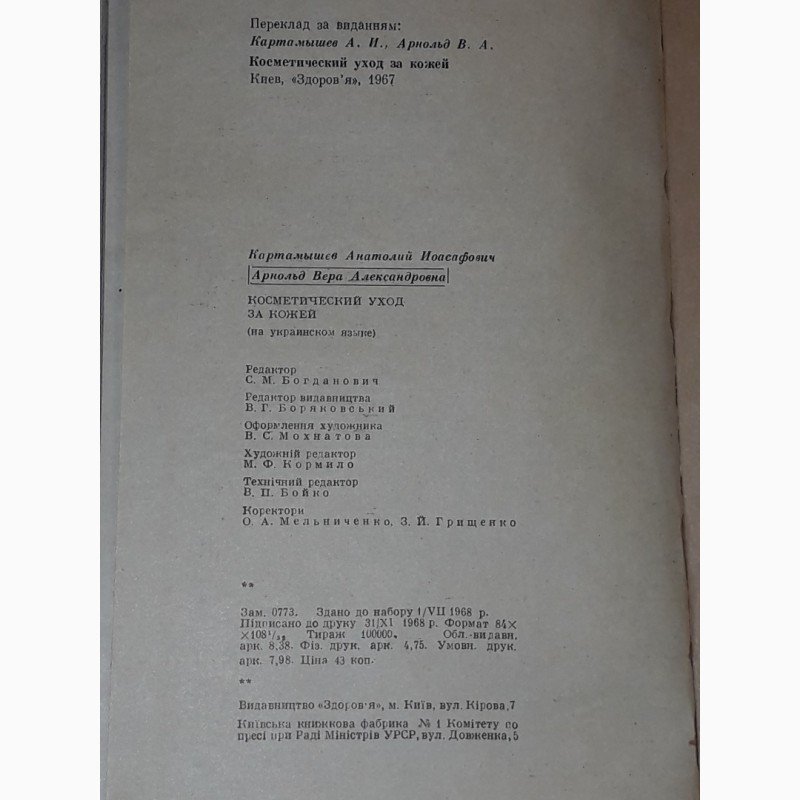 Переклад за виданням:
Картамышев А. И., Арнольд В. А.
Косметический уход за кожей
Киев, «Здоров'я», 1967
Картамышев Анатолий Иоасафович
Арнольд Вера Александровна
КОСМЕТИЧЕСКИЙ УХОД
ЗА КОЖЕЙ
(на украинском языке)
Редактор
С. М. Богданович
Редактор видавництва
В. Г. Боряковський
Оформлення художника
В. С. Мохнатова
Художній редактор
М. Ф. Кормило
Технічний редактор
В. П. Бойко
Коректори
О. А. Мельниченко, З. Й. Грищенко
**
Зам. 0773. Здано до набору 1/VII 1968 р.
Підписано до друку 31/XI 1968 р. Формат 84×
×108¹/₃₂ Тираж 100000. Обл.-видавн.
арк. 8,38. Фіз. друк. арк. 4,75. Умовн. друк.
арк. 7,98. Ціна 43 коп.
**
Видавництво «Здоров'я», м. Київ, вул. Кірова, 7
Київська книжкова фабрика № 1 Комітету по
пресі при Раді Міністрів УРСР, вул. Довженка, 5